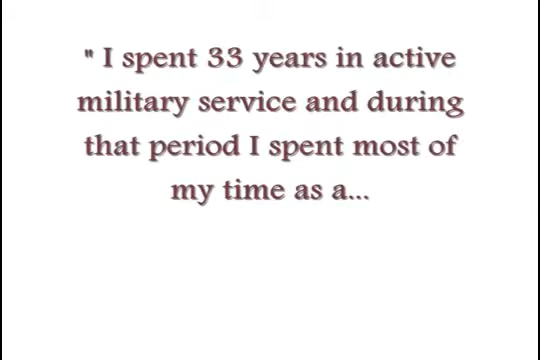 " I spent 33 years in active
military service and during
that period I spent most of
my time as a...